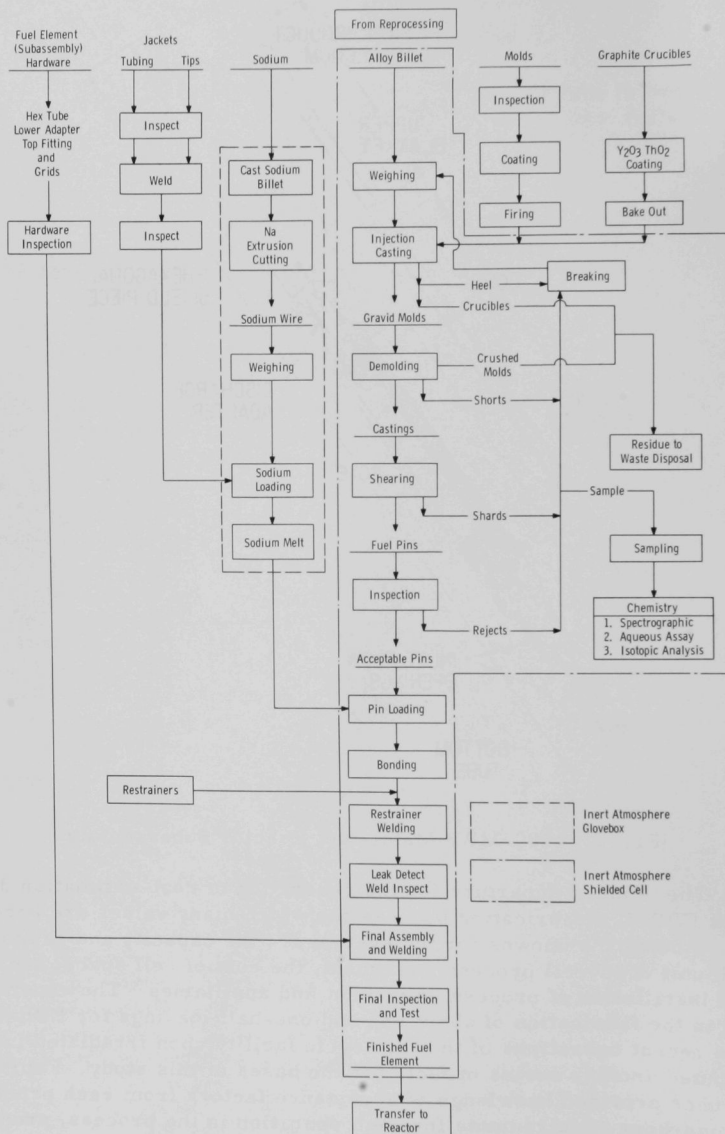 From Reprocessing
Fuel Element
(Subassembly)
Hardware
Jackets
Tubing
Tips
Sodium
Alloy Billet
Molds
Graphite Crucibles
Hex Tube
Lower Adapter
Top Fitting
and
Grids
Hardware
Inspection
Inspect
Weld
Inspect
Cast Sodium
Billet
Na
Extrusion
Cutting
Sodium Wire
Weighing
Sodium
Loading
Sodium Melt
Weighing
Injection
Casting
Inspection
Coating
Firing
Y2O3 ThO2
Coating
Bake Out
Heel
Breaking
Crucibles
Gravid Molds
Demolding
Crushed
Molds
Shorts
Castings
Residue to
Waste Disposal
Shearing
Shards
Sample
Sampling
Fuel Pins
Inspection
Rejects
Chemistry
1. Spectrographic
2. Aqueous Assay
3. Isotopic Analysis
Acceptable Pins
Pin Loading
Bonding
Restrainers
Restrainer
Welding
Leak Detect
Weld Inspect
Final Assembly
and Welding
Final Inspection
and Test
Finished Fuel
Element
Transfer to
Reactor
Inert Atmosphere
Glovebox
Inert Atmosphere
Shielded Cell